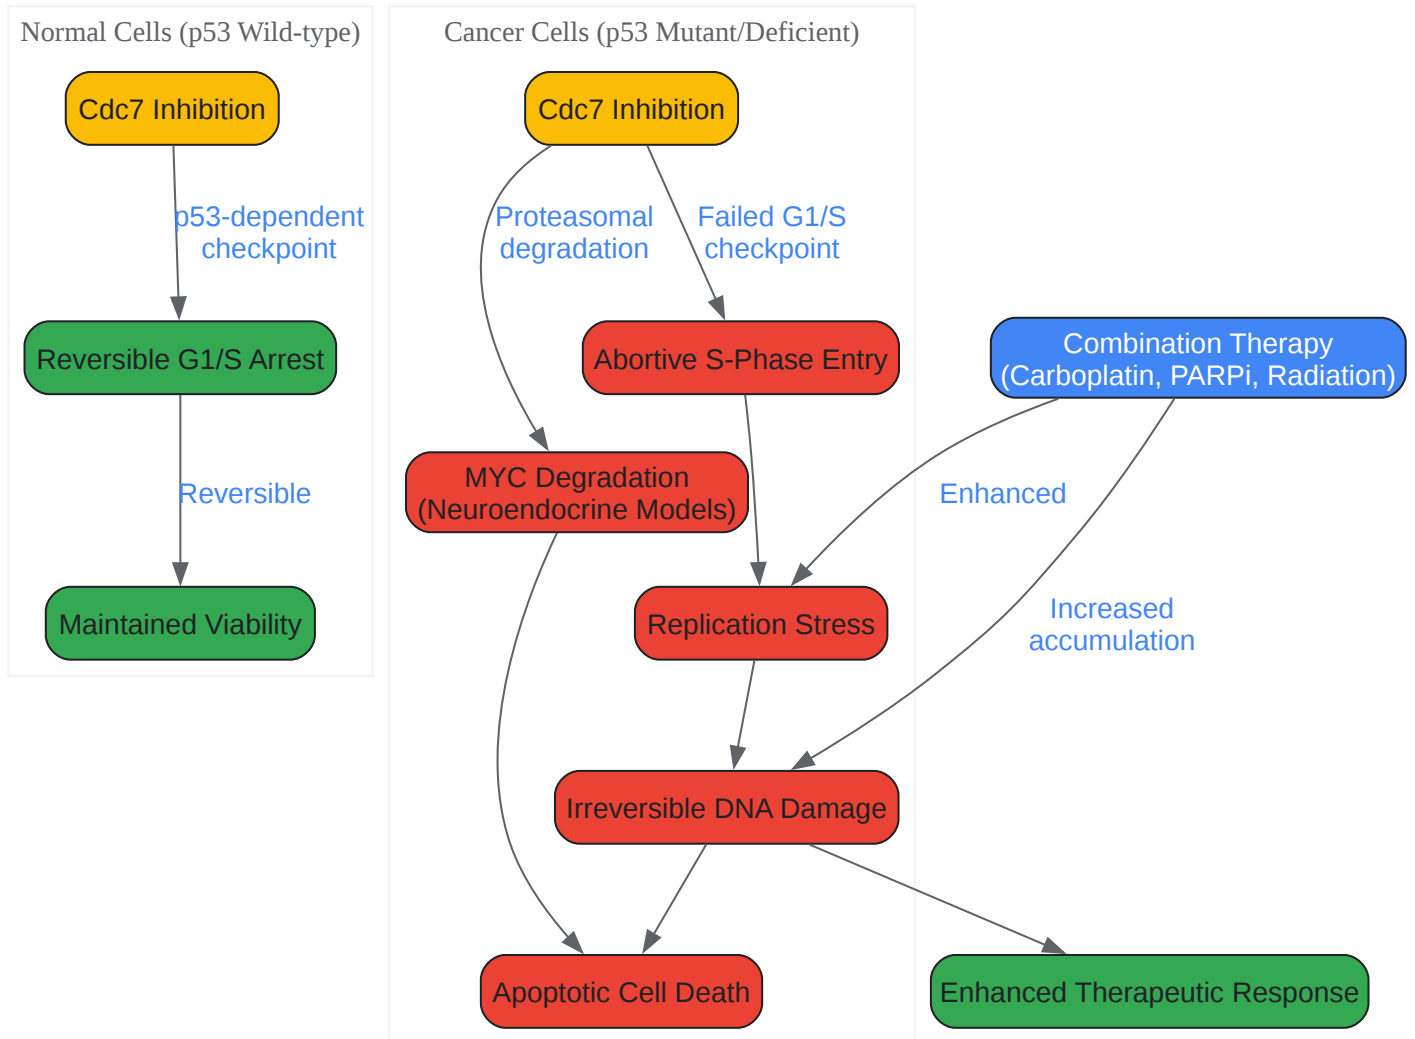 Normal Cells (p53 Wild-type)
Cdc7 Inhibition
p53-dependent
checkpoint
Reversible G1/S Arrest
Reversible
Maintained Viability
Cancer Cells (p53 Mutant/Deficient)
Cdc7 Inhibition
Proteasomal
degradation
Failed G1/S
checkpoint
Abortive S-Phase Entry
MYC Degradation
(Neuroendocrine Models)
Replication Stress
Irreversible DNA Damage
Apoptotic Cell Death
Combination Therapy
(Carboplatin, PARPi, Radiation)
Enhanced
Increased
accumulation
Enhanced Therapeutic Response